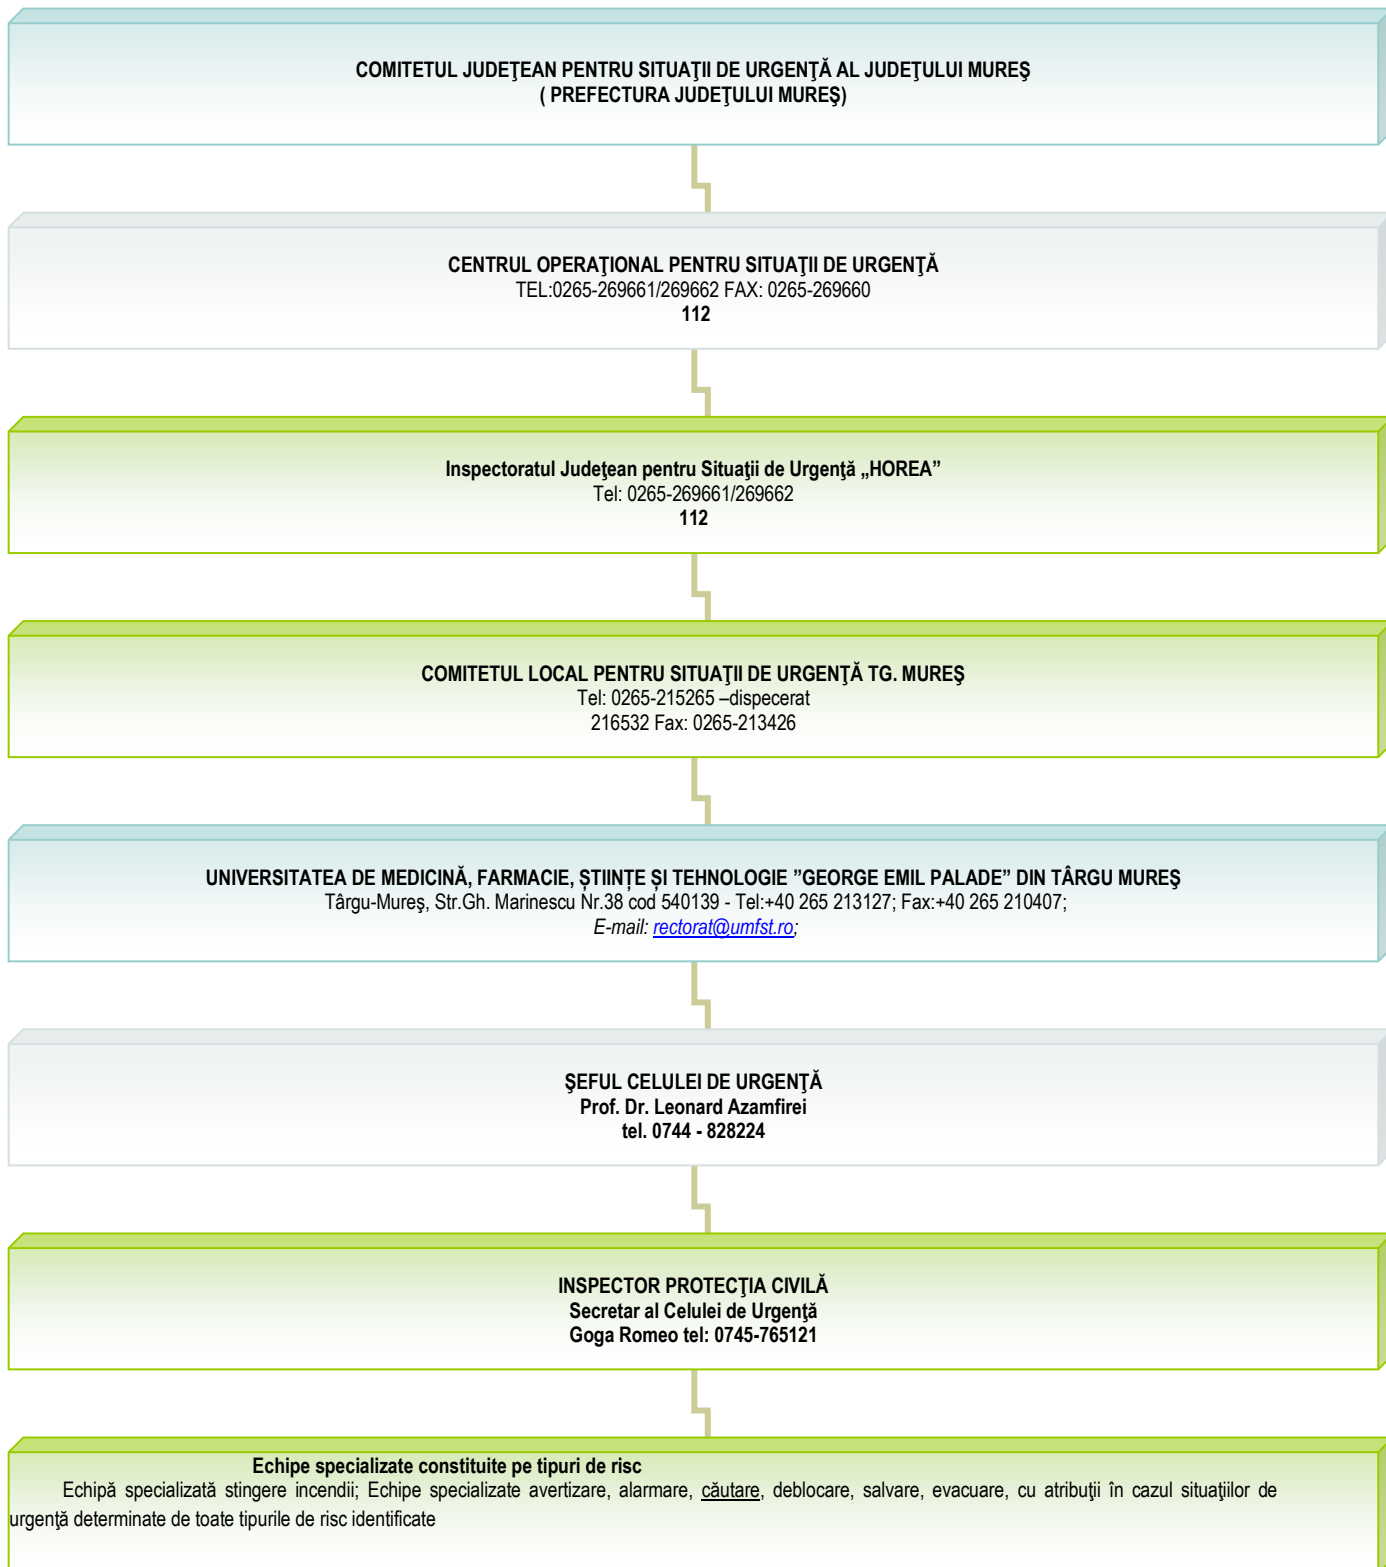 COMITETUL JUDEŢEAN PENTRU SITUAŢII DE URGENŢĂ AL JUDEŢULUI MUREŞ
( PREFECTURA JUDEŢULUI MUREŞ)
CENTRUL OPERAŢIONAL PENTRU SITUAŢII DE URGENŢĂ
TEL:0265-269661/269662 FAX: 0265-269660
112
Inspectoratul Judeţean pentru Situaţii de Urgenţă „HOREA”
Tel: 0265-269661/269662
112
COMITETUL LOCAL PENTRU SITUAŢII DE URGENŢĂ TG. MUREŞ
Tel: 0265-215265 –dispecerat
216532 Fax: 0265-213426
UNIVERSITATEA DE MEDICINĂ, FARMACIE, ȘTIINȚE ȘI TEHNOLOGIE ”GEORGE EMIL PALADE” DIN TÂRGU MUREŞ
Târgu-Mureş, Str.Gh. Marinescu Nr.38 cod 540139 - Tel:+40 265 213127; Fax:+40 265 210407;
E-mail: rectorat@umfst.ro;
ŞEFUL CELULEI DE URGENŢĂ
Prof. Dr. Leonard Azamfirei
tel. 0744 - 828224
INSPECTOR PROTECŢIA CIVILĂ
Secretar al Celulei de Urgenţă
Goga Romeo tel: 0745-765121
Echipe specializate constituite pe tipuri de risc
Echipă specializată stingere incendii; Echipe specializate avertizare, alarmare, căutare, deblocare, salvare, evacuare, cu atribuţii în cazul situaţiilor de
urgenţă determinate de toate tipurile de risc identificate